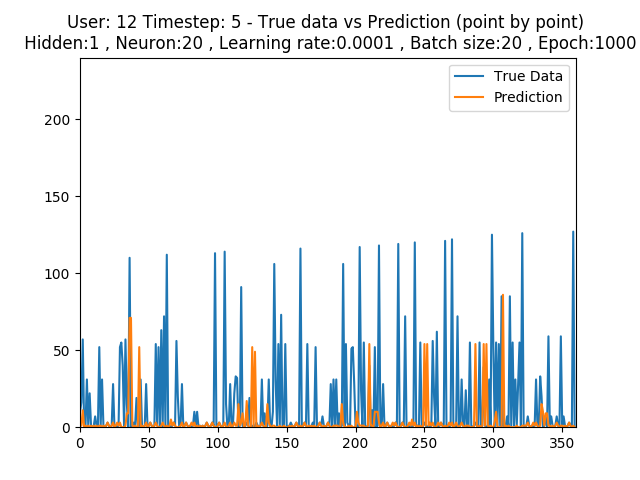 User: 12 Timestep: 5 - True data vs Prediction (point by point)
Hidden:1 , Neuron:20 , Learning rate:0.0001 , Batch size:20 , Epoch:1000
True Data
Prediction
200
150
100
50
0
0 50 100 150 200 250 300 350